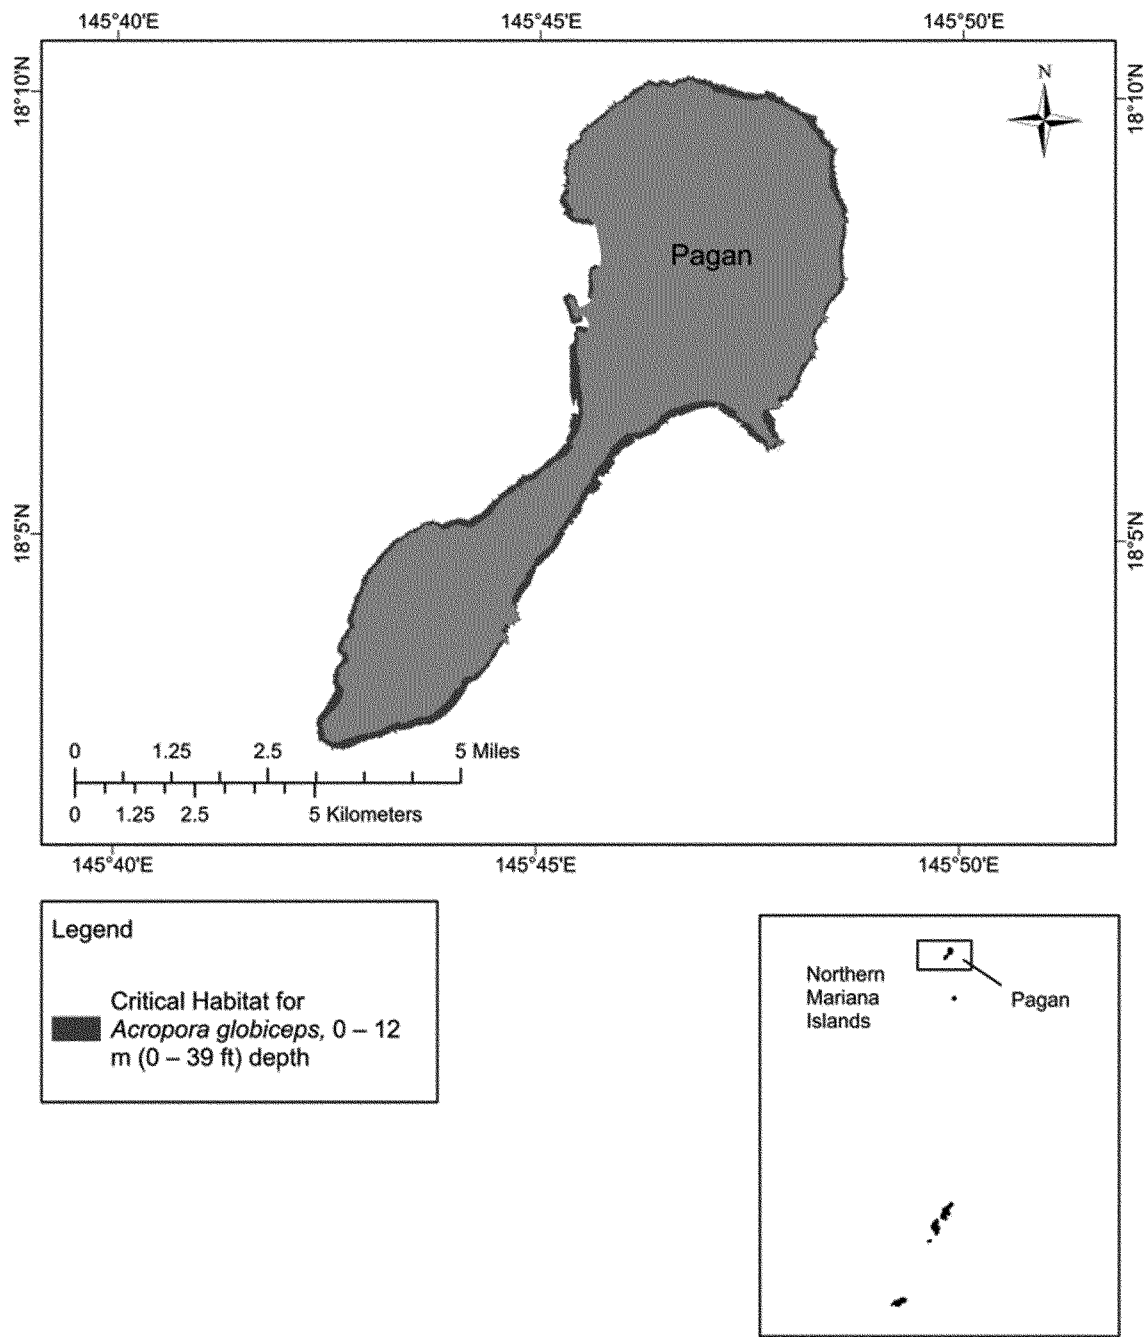 145°40'E 145°45'E 145°50'E
N
18°10'N 18°10'N
Pagan
18°5'N 18°5'N
0 1.25 2.5 5 Miles
0 1.25 2.5 5 Kilometers
145°40'E 145°45'E 145°50'E
Legend
Critical Habitat for
Acropora globiceps, 0 – 12
m (0 – 39 ft) depth
Northern
Mariana
Islands
Pagan